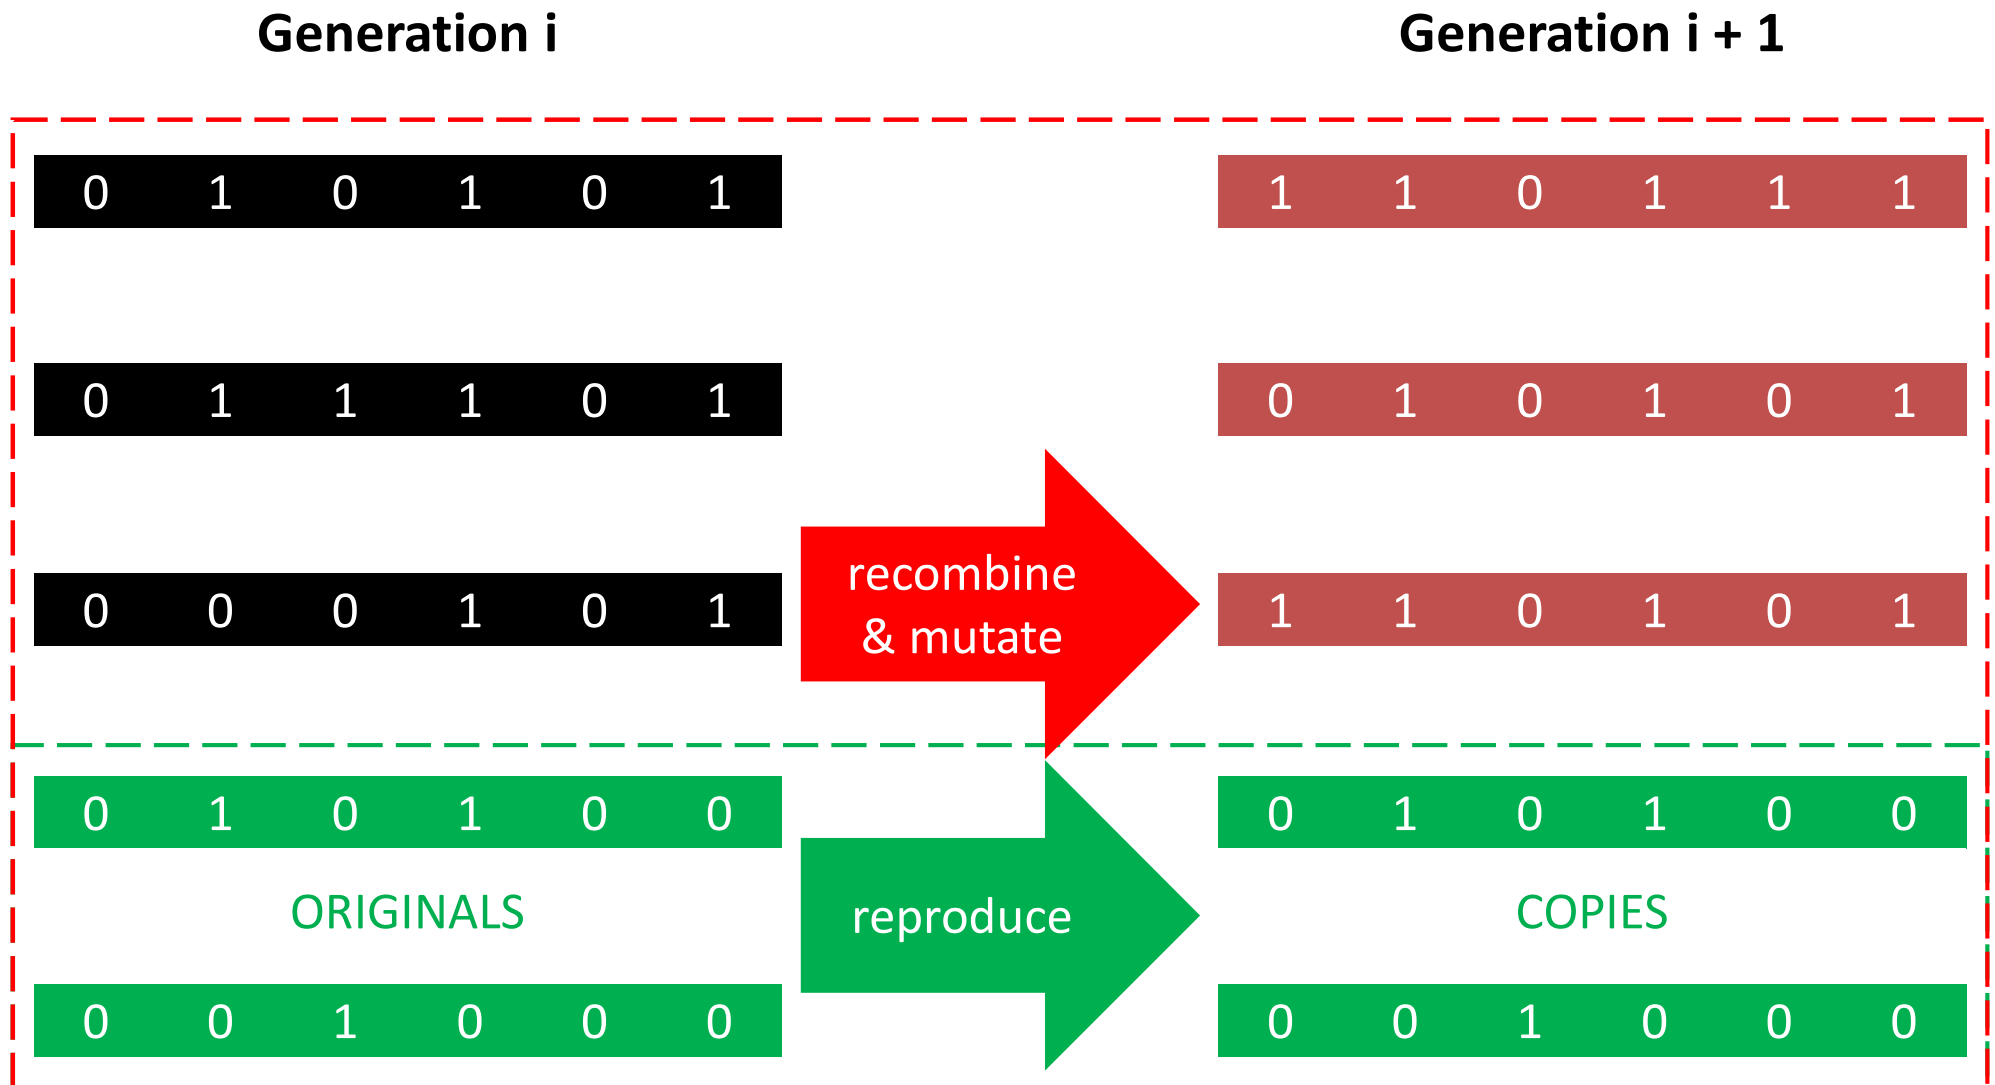 Generation i Generation i + 1
0 1 0 1 0 1 1 1 0 1 1 1
0 1 1 1 0 1 0 1 0 1 0 1
recombine
& mutate
0 0 0 1 0 1 1 1 0 1 0 1
0 1 0 1 0 0 0 1 0 1 0 0
ORIGINALS reproduce COPIES
0 0 1 0 0 0 0 0 1 0 0 0